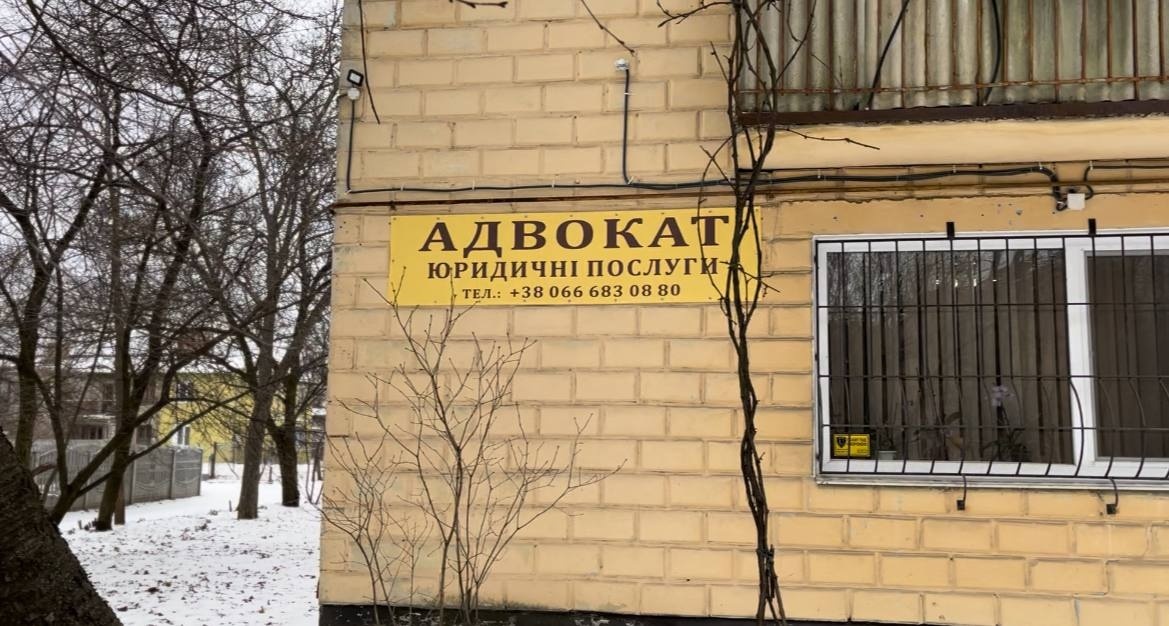 АДВОКАТ
ЮРИДИЧНІ ПОСЛУГИ
ТЕЛ.: +38 066 683 08 80